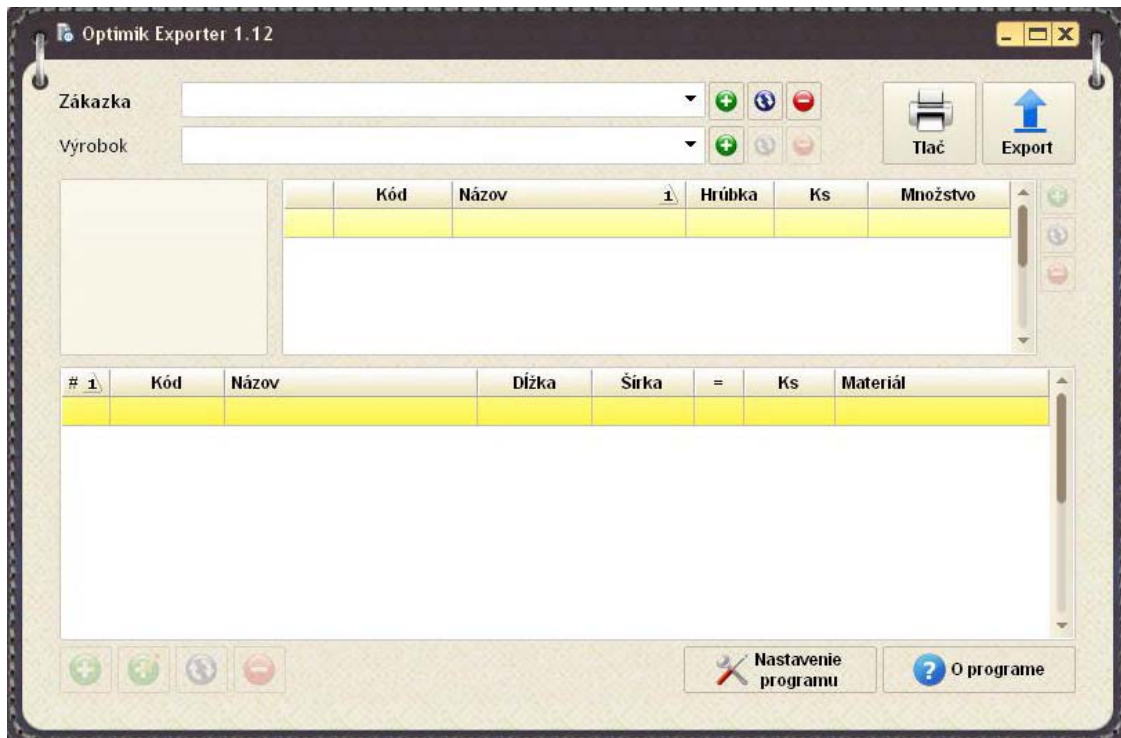 Optimik Exporter 1.12
Zákazka
Výrobok
Tlač
Export
Kód Názov 1 Hrúbka Ks Množstvo
# 1 Kód Názov Dĺžka Šírka = Ks Materiál
Nastavenie
programu
? O programe